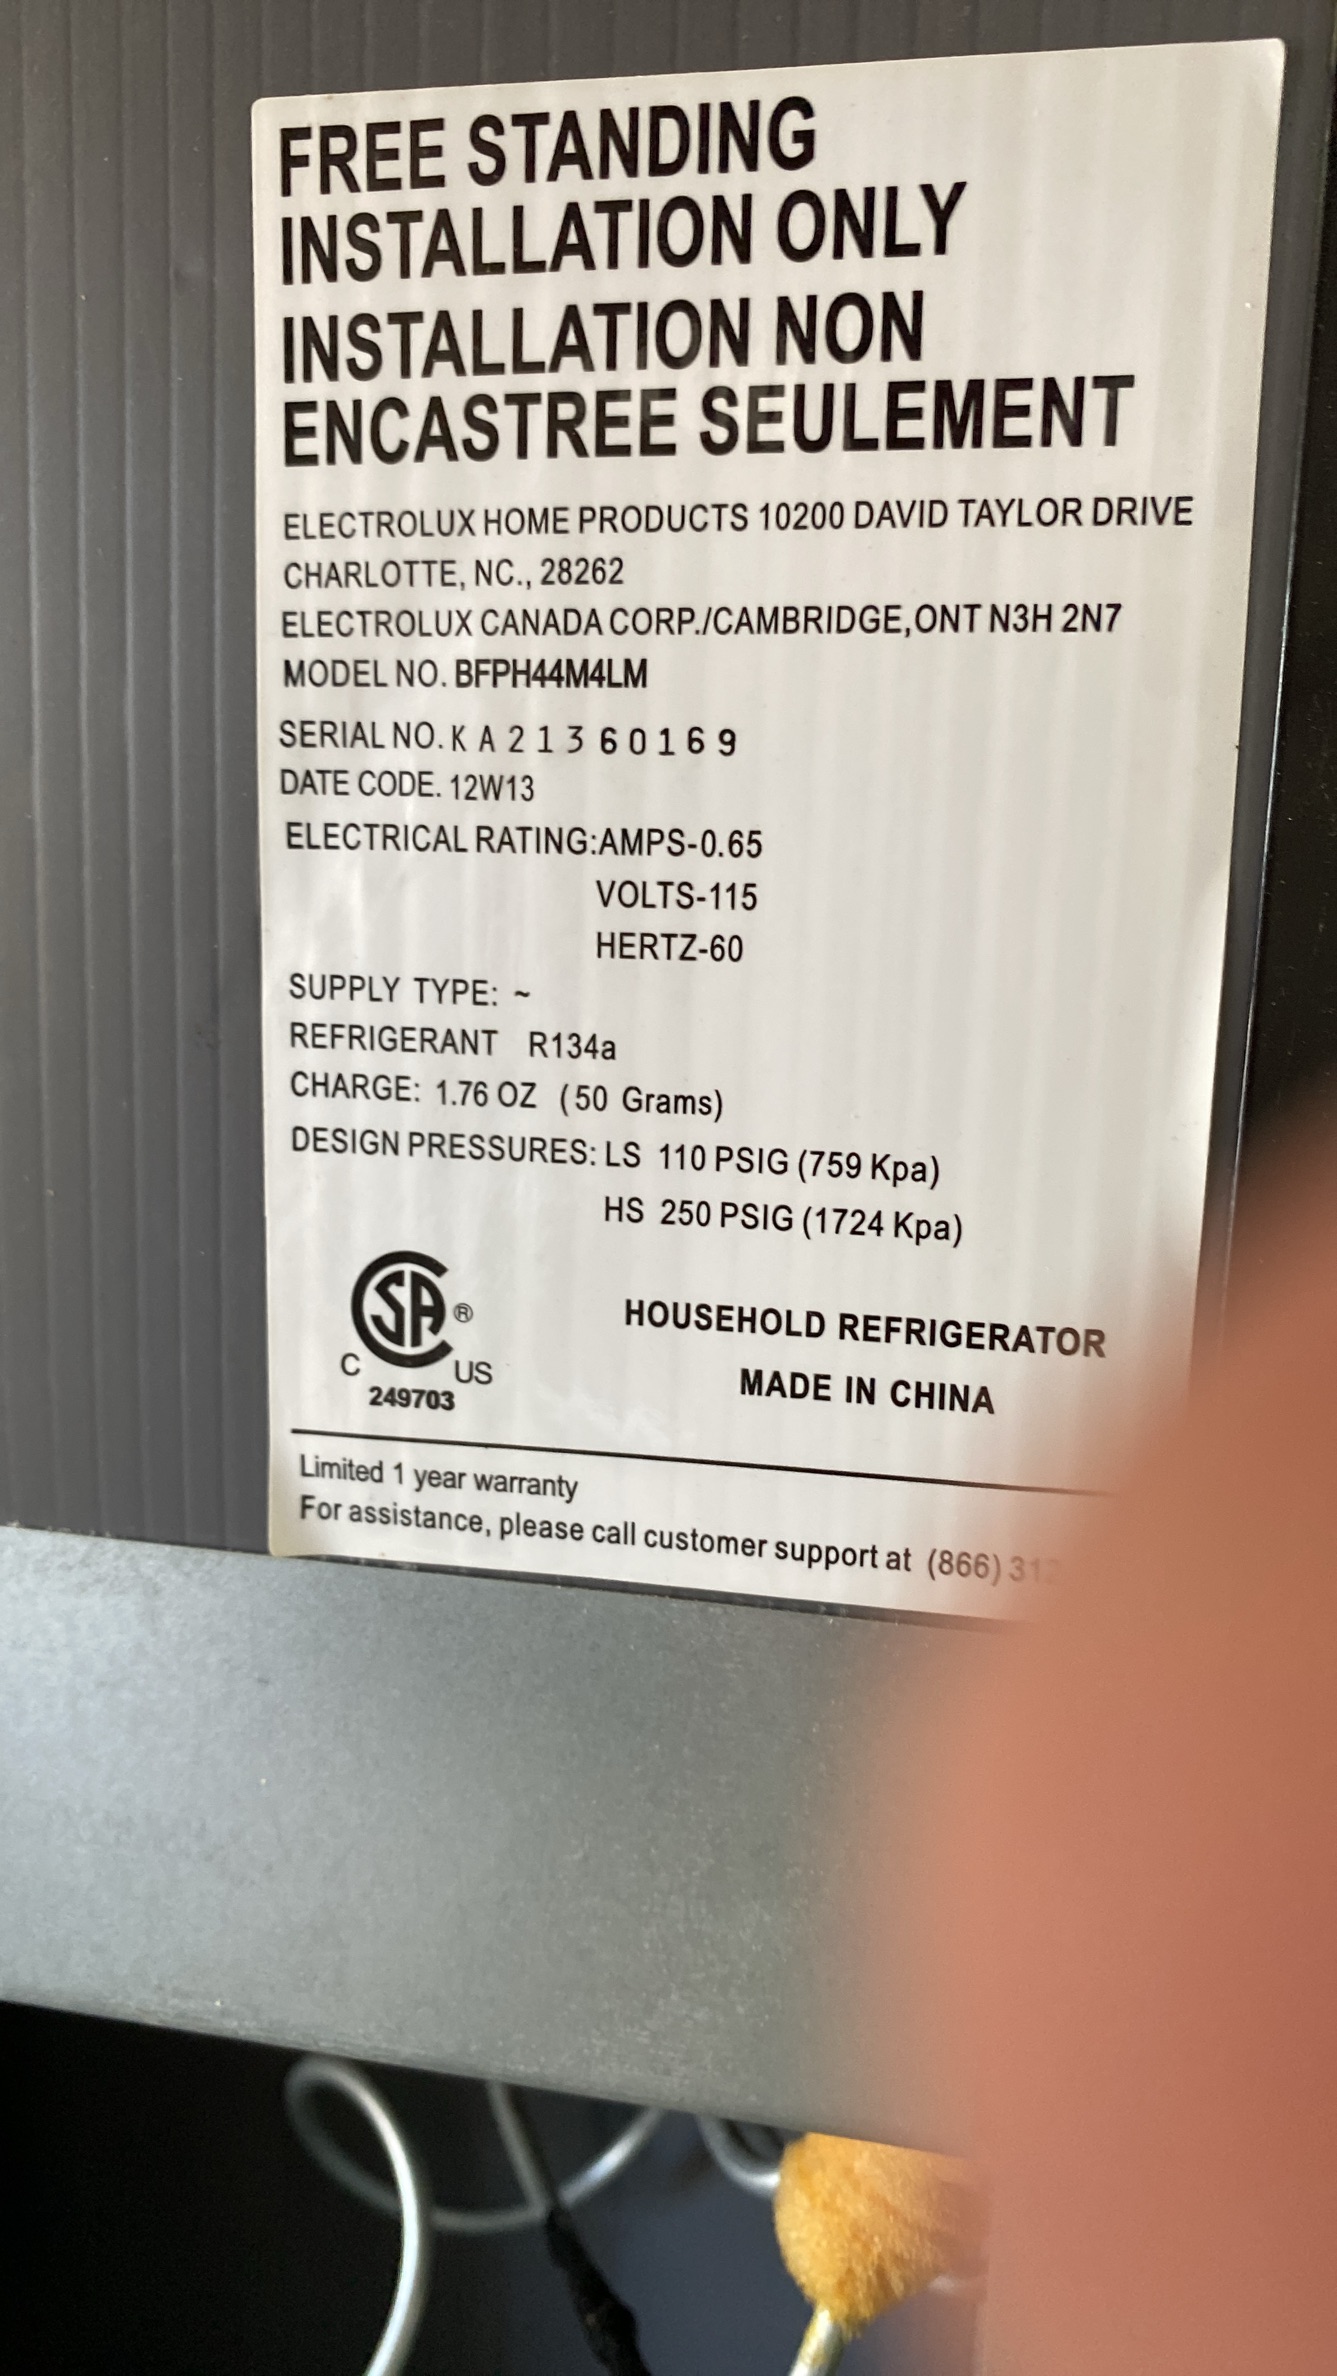 FREE STANDING
INSTALLATION ONLY
INSTALLATION NON
ENCASTREE SEULEMENT
ELECTROLUX HOME PRODUCTS 10200 DAVID TAYLOR DRIVE
CHARLOTTE, NC., 28262
ELECTROLUX CANADA CORP./CAMBRIDGE,ONT N3H 2N7
MODEL NO. BFPH44M4LM
SERIAL NO. K A 2 1 3 6 0 1 6 9
DATE CODE. 12W13
ELECTRICAL RATING:AMPS-0.65
VOLTS-115
HERTZ-60
SUPPLY TYPE: ~
REFRIGERANT R134a
CHARGE: 1.76 OZ (50 Grams)
DESIGN PRESSURES: LS 110 PSIG (759 Kpa)
HS 250 PSIG (1724 Kpa)
SA ®
C US
249703
HOUSEHOLD REFRIGERATOR
MADE IN CHINA
Limited 1 year warranty
For assistance, please call customer support at (866) 312